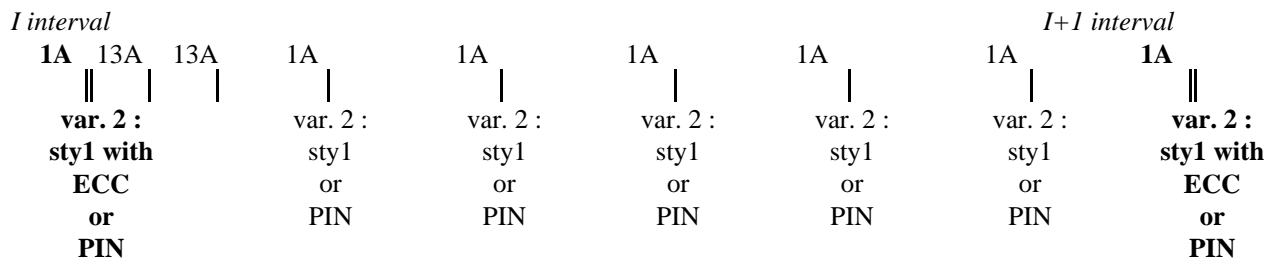 I interval I+1 interval
1A 13A 13A 1A 1A 1A 1A 1A 1A
var. 2 : var. 2 : var. 2 : var. 2 : var. 2 : var. 2 : var. 2 :
sty1 with sty1 sty1 sty1 sty1 sty1 sty1 with
ECC or or or or or ECC
or PIN PIN PIN PIN PIN or
PIN PIN